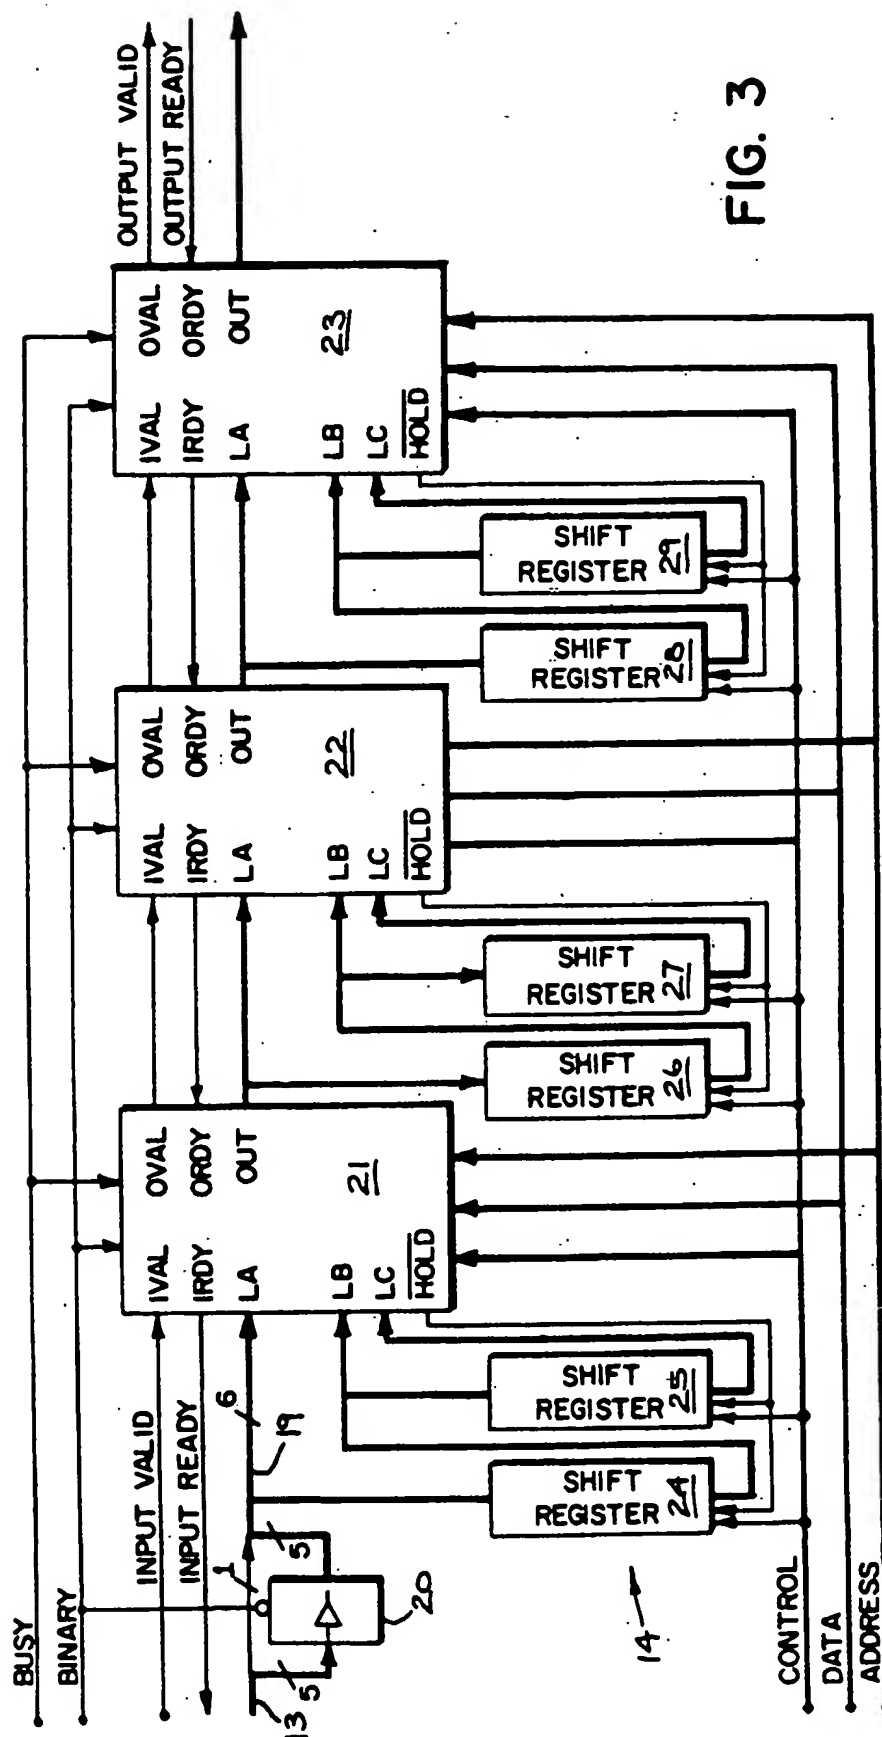 BUSY
BINARY
INPUT VALID
INPUT READY
13
5
1
5
20
19
6
14
CONTROL
DATA
ADDRESS
SHIFT
REGISTER 24
SHIFT
REGISTER 25
IVAL OVAL
IRDY ORDY
LA OUT
21
LB
LC
HOLD
SHIFT
REGISTER 26
SHIFT
REGISTER 27
IVAL OVAL
IRDY ORDY
LA OUT
22
LB
LC
HOLD
SHIFT
REGISTER 28
SHIFT
REGISTER 29
IVAL OVAL
IRDY ORDY
LA OUT
23
LB
LC
HOLD
OUTPUT VALID
OUTPUT READY
FIG. 3